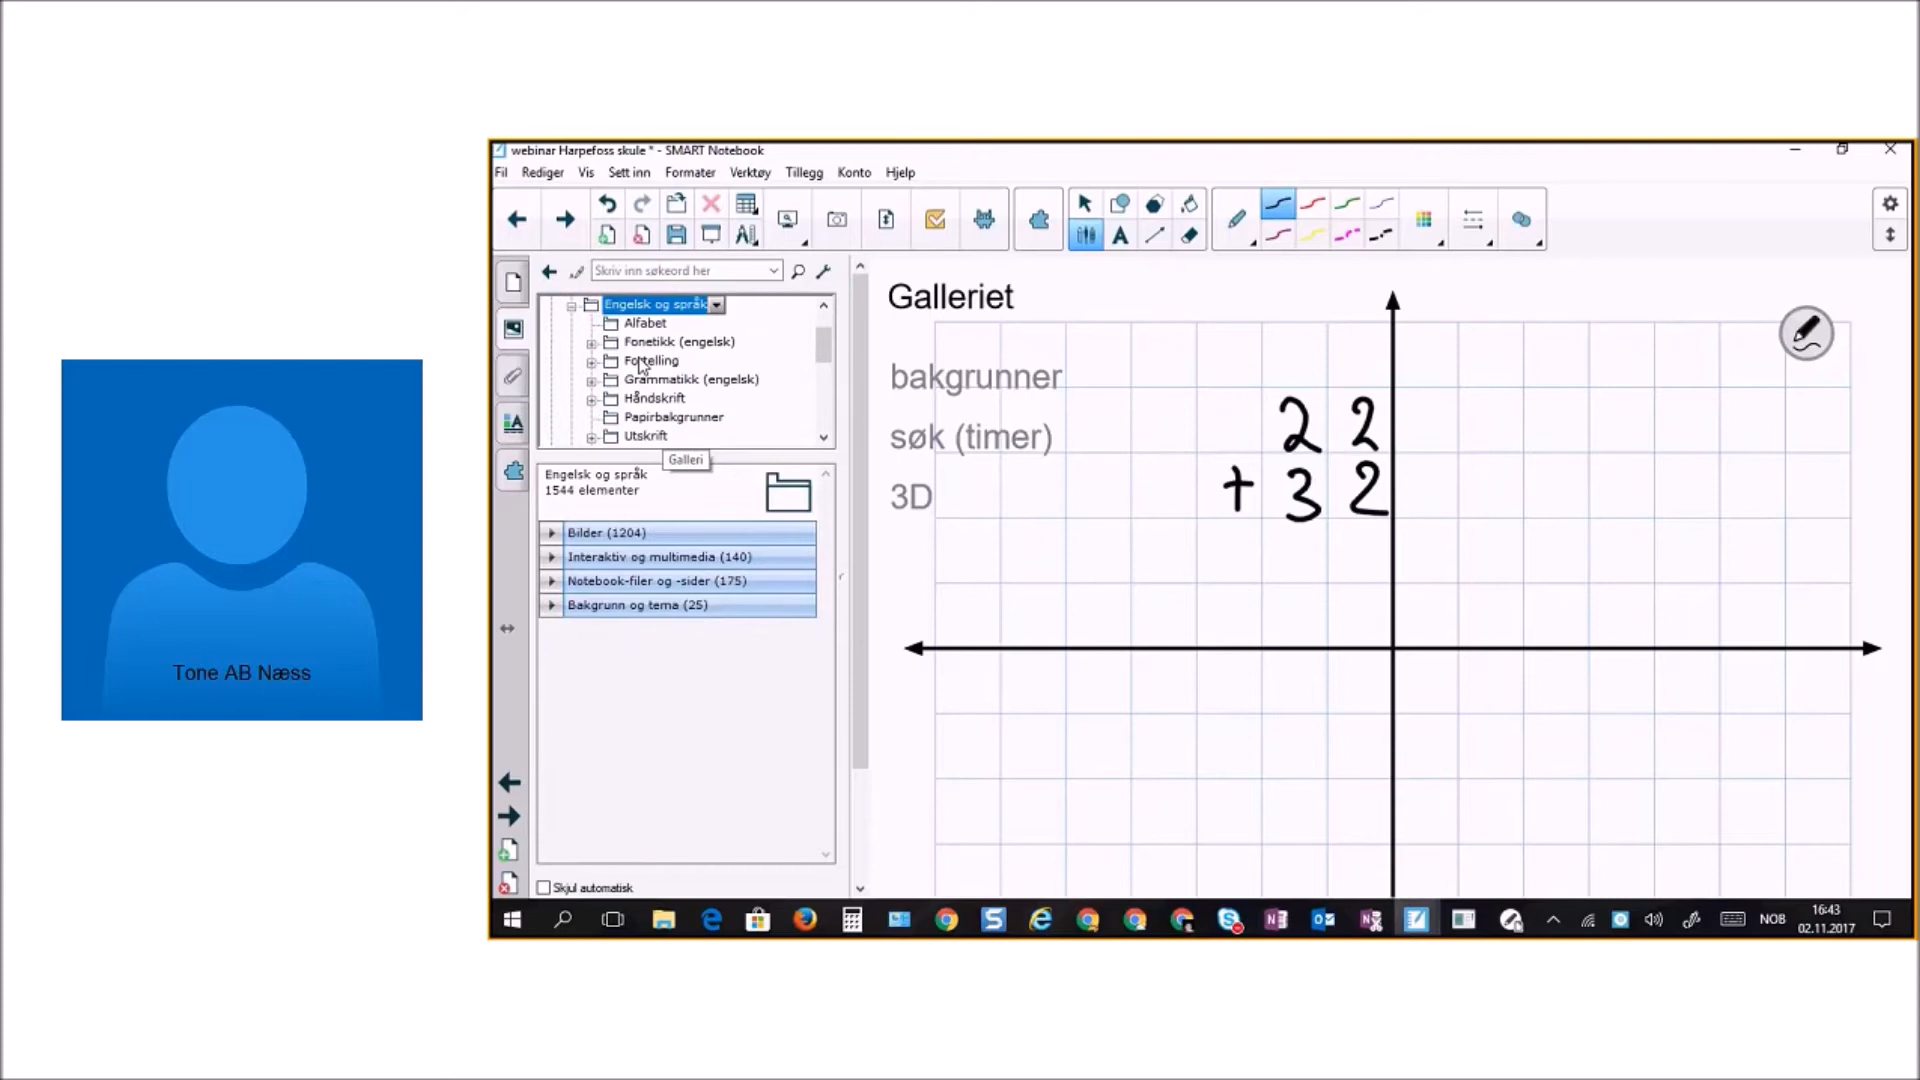 webinar Harpefoss skule * - SMART Notebook
Fil Rediger Vis Sett inn Formater Verktøy Tillegg Konto Hjelp
Skriv inn søkeord her
Engelsk og språk
Alfabet
Fonetikk (engelsk)
Fortelling
Grammatikk (engelsk)
Håndskrift
Papirbakgrunner
Utskrift
Galleri
Engelsk og språk
1544 elementer
Bilder (1204)
Interaktiv og multimedia (140)
Notebook-filer og -sider (175)
Bakgrunn og tema (25)
Skjul automatisk
Galleriet
bakgrunner
søk (timer)
3D
2 2
+ 3 2
Tone AB Næss
NOB
16:43
02.11.2017